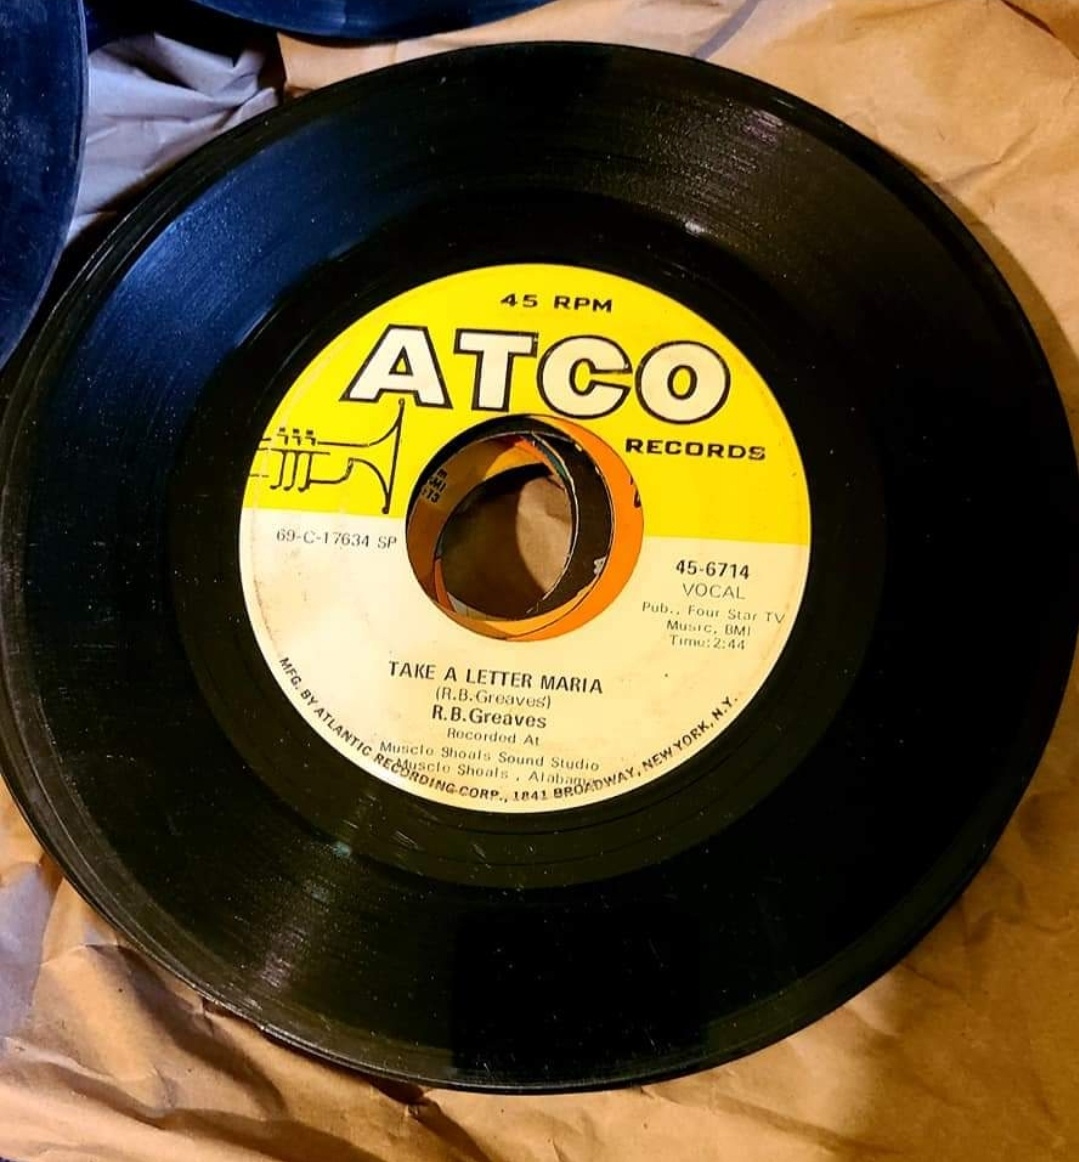 45 RPM
ATCO
RECORDS
69-C-17634 SP
45-6714
VOCAL
Pub., Four Star TV
Music, BMI
Time: 2:44
TAKE A LETTER MARIA
(R.B.Greaves)
R.B.Greaves
Recorded At
Muscle Shoals Sound Studio
Muscle Shoals, Alabama
MFG. BY ATLANTIC RECORDING CORP., 1841 BROADWAY, NEW YORK, N.Y.